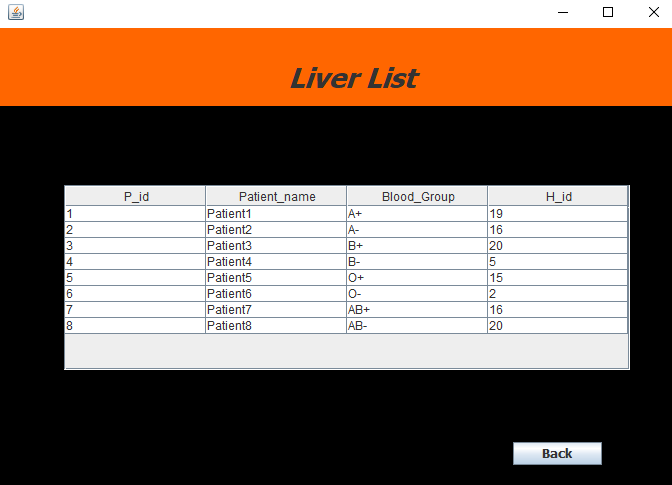 Liver List
P_id Patient_name Blood_Group H_id
1 Patient1 A+ 19
2 Patient2 A- 16
3 Patient3 B+ 20
4 Patient4 B- 5
5 Patient5 O+ 15
6 Patient6 O- 2
7 Patient7 AB+ 16
8 Patient8 AB- 20
Back